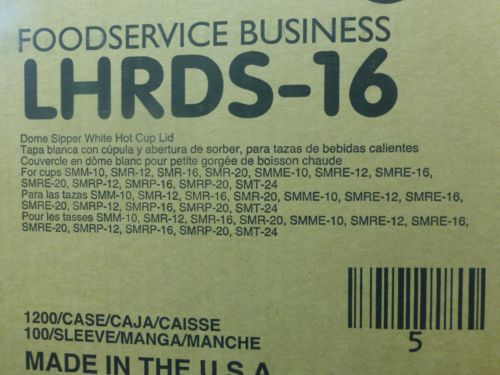 FOODSERVICE BUSINESS
LHRDS-16
Dome Sipper White Hot Cup Lid
Tapa blanca con cúpula y abertura de sorber, para tazas de bebidas calientes
Couvercle en dôme blanc pour petite gorgée de boisson chaude
For cups SMM-10, SMR-12, SMR-16, SMR-20, SMME-10, SMRE-12, SMRE-16,
SMRE-20, SMRP-12, SMRP-16, SMRP-20, SMT-24
Para las tazas SMM-10, SMR-12, SMR-16, SMR-20, SMME-10, SMRE-12, SMRE-16,
SMRE-20, SMRP-12, SMRP-16, SMRP-20, SMT-24
Pour les tasses SMM-10, SMR-12, SMR-16, SMR-20, SMME-10, SMRE-12, SMRE-16,
SMRE-20, SMRP-12, SMRP-16, SMRP-20, SMT-24
1200/CASE/CAJA/CAISSE
100/SLEEVE/MANGA/MANCHE
5
MADE IN THE U.S.A.